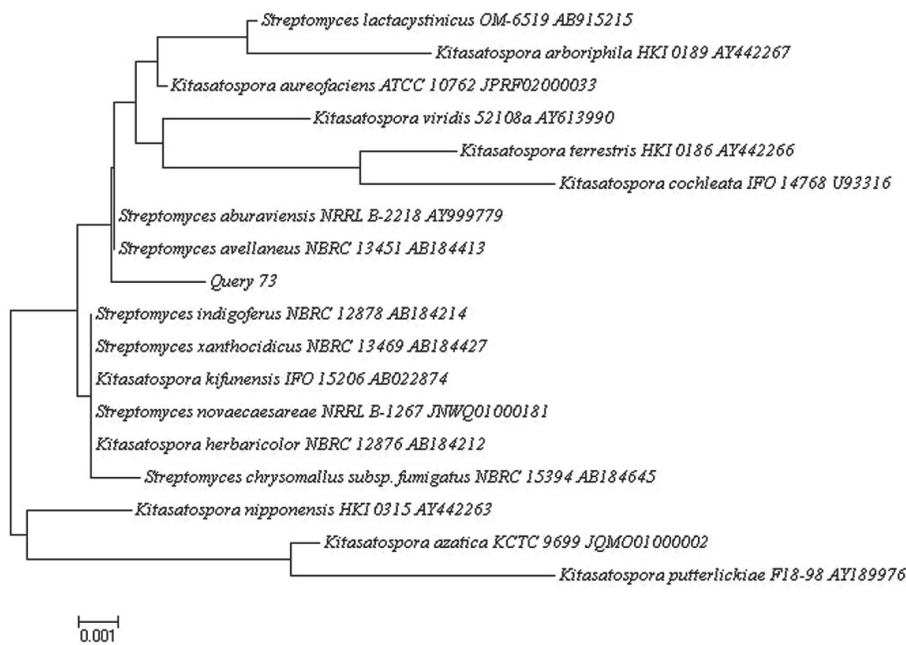 Streptomyces lactacystinicus OM-6519 AB915215
Kitasatospora arboriphila HKI 0189 AY442267
Kitasatospora aureofaciens ATCC 10762 JPRF02000033
Kitasatospora viridis 52108a AY613990
Kitasatospora terrestris HKI 0186 AY442266
Kitasatospora cochleata IFO 14768 U93316
Streptomyces aburaviensis NRRL B-2218 AY999779
Streptomyces avellaneus NBRC 13451 AB184413
Query 73
Streptomyces indigoferus NBRC 12878 AB184214
Streptomyces xanthocidicus NBRC 13469 AB184427
Kitasatospora kifunensis IFO 15206 AB022874
Streptomyces novaecaesareae NRRL B-1267 JNWQ01000181
Kitasatospora herbaricolor NBRC 12876 AB184212
Streptomyces chrysomallus subsp. fumigatus NBRC 15394 AB184645
Kitasatospora nipponensis HKI 0315 AY442263
Kitasatospora azatica KCTC 9699 JQMO01000002
Kitasatospora putterlickiae F18-98 AY189976
0.001